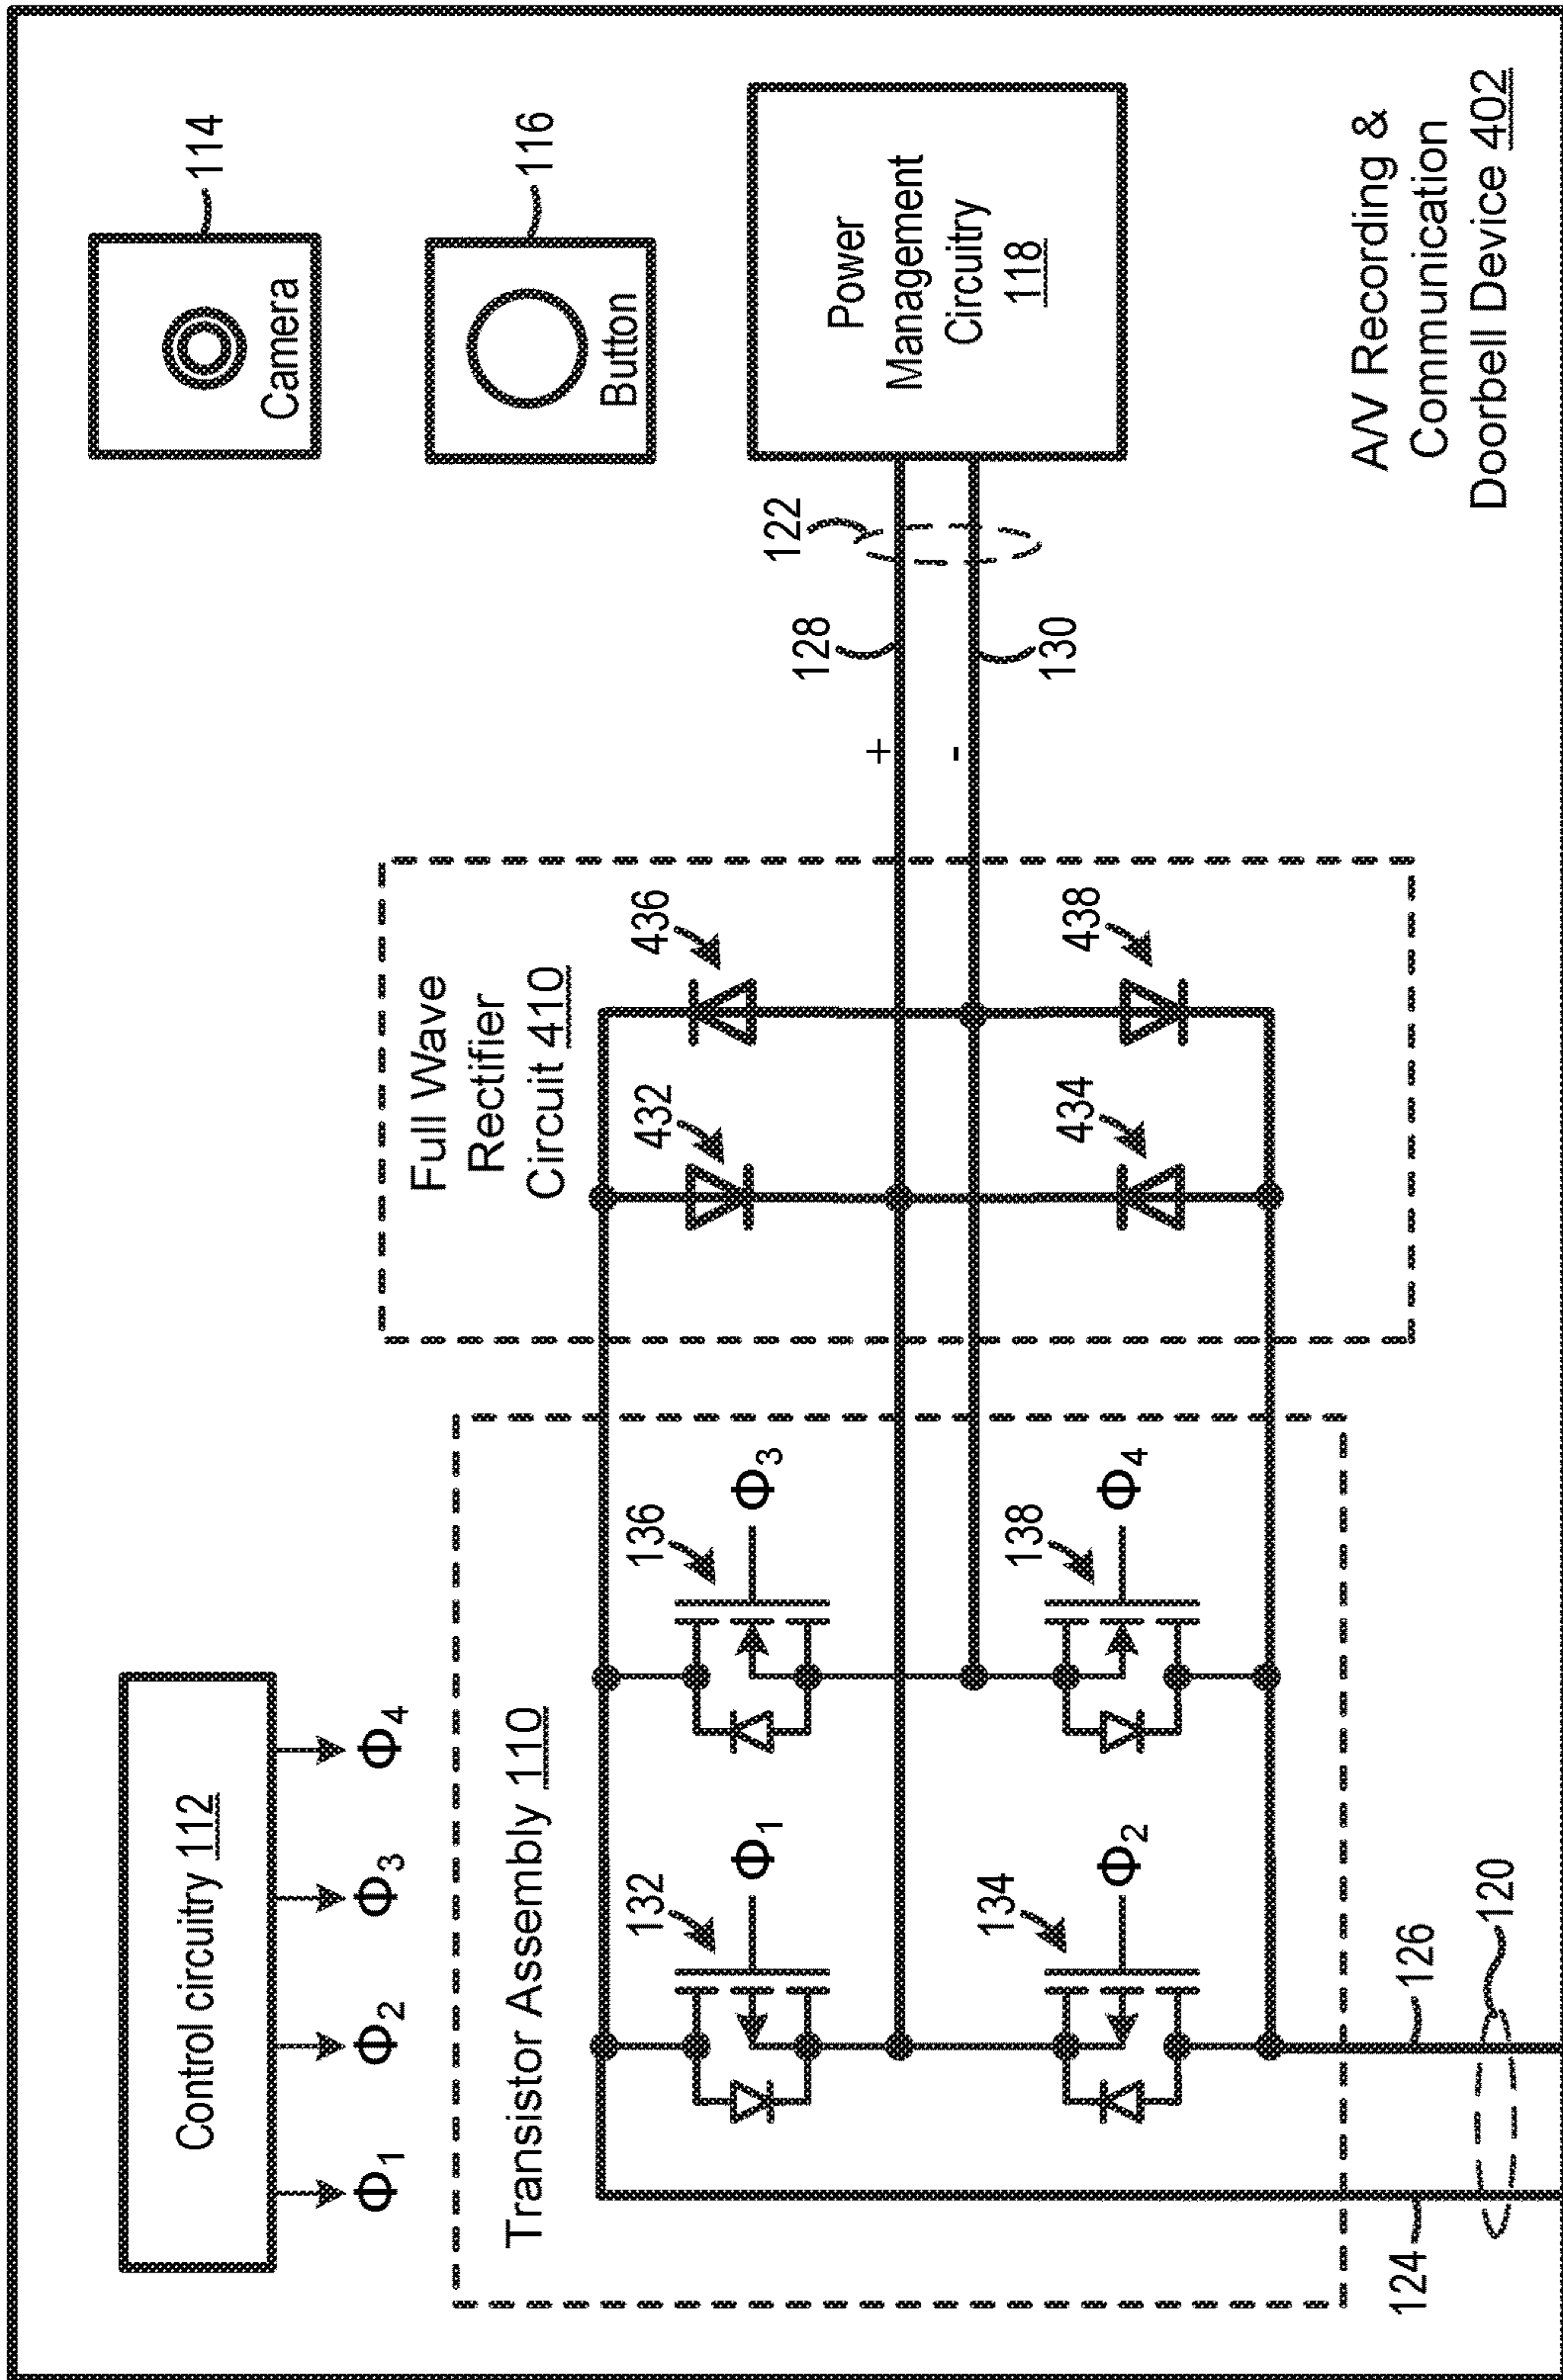 Control circuitry 112
Φ1
Φ2
Φ3
Φ4
Transistor Assembly 110
132
Φ1
136
Φ3
134
Φ2
138
Φ4
124
126
120
Full Wave
Rectifier
Circuit 410
432
436
434
438
+
-
128
130
122
114
Camera
116
Button
Power
Management
Circuitry
118
A/V Recording &
Communication
Doorbell Device 402